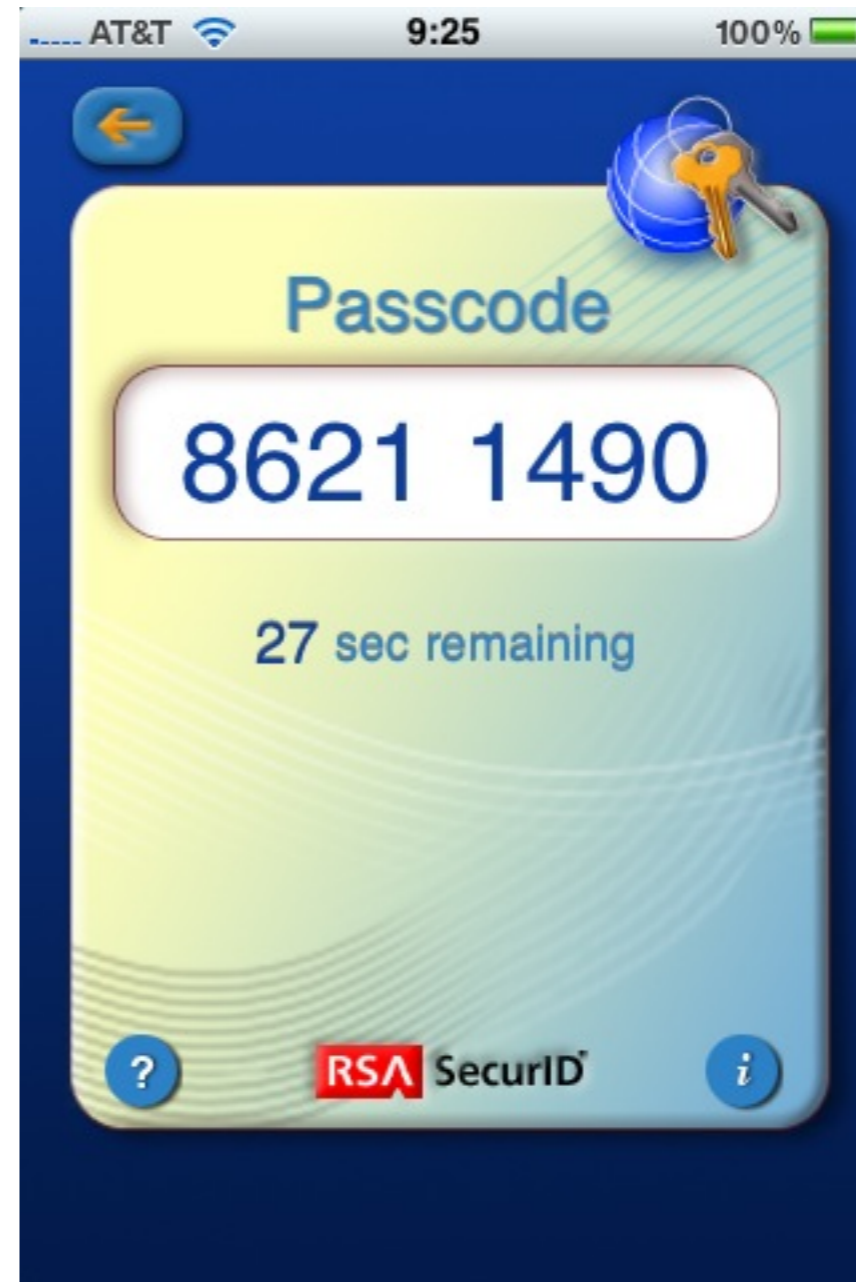 AT&T 9:25 100%
Passcode
8621 1490
27 sec remaining
? RSA SecurID i